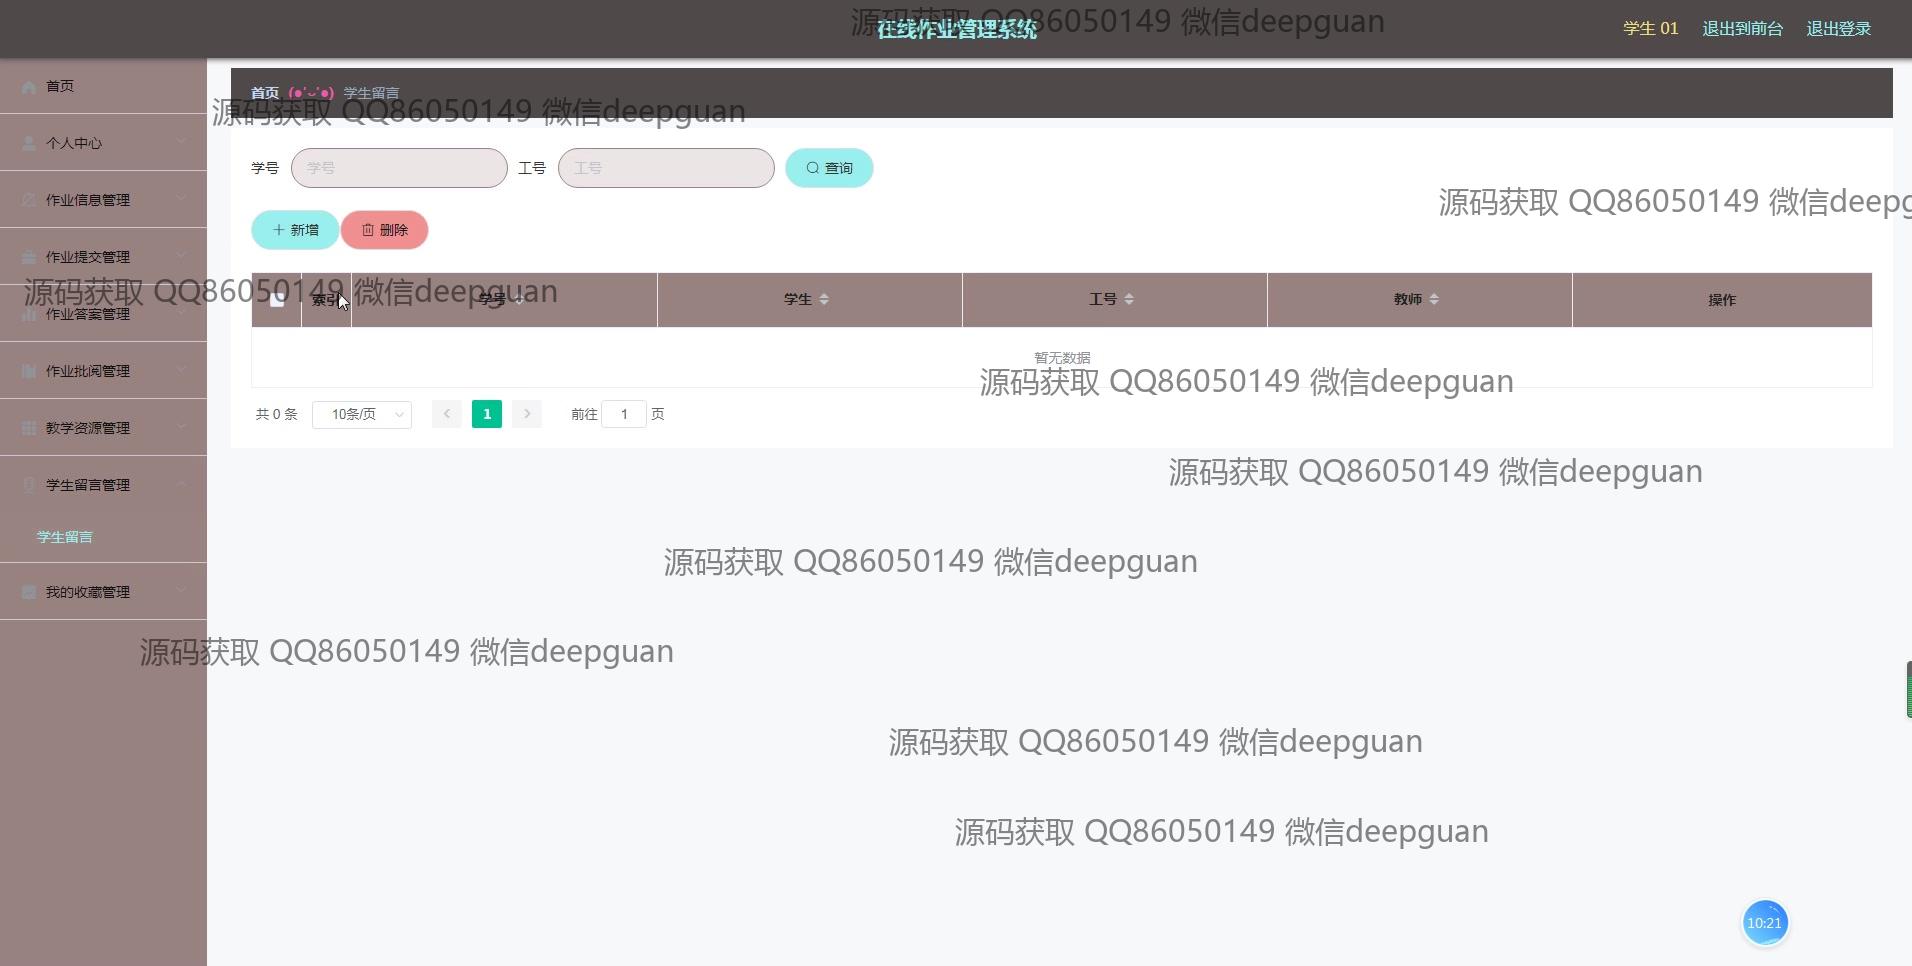 在线作业管理系统
源码获取 QQ86050149 微信deepguan
学生 01 退出到前台 退出登录
首页
个人中心
作业信息管理
作业提交管理
作业答案管理
作业批阅管理
教学资源管理
学生留言管理
学生留言
我的收藏管理
首页 (●'◡'●) 学生留言
源码获取 QQ86050149 微信deepguan
学号 学号 工号 工号 查询
源码获取 QQ86050149 微信deepg
新增 删除
源码获取 QQ86050149 微信deepguan
索引 学号 学生 工号 教师 操作
暂无数据
源码获取 QQ86050149 微信deepguan
共 0 条 10条/页 1 前往 1 页
源码获取 QQ86050149 微信deepguan
源码获取 QQ86050149 微信deepguan
源码获取 QQ86050149 微信deepguan
源码获取 QQ86050149 微信deepguan
源码获取 QQ86050149 微信deepguan
10:21